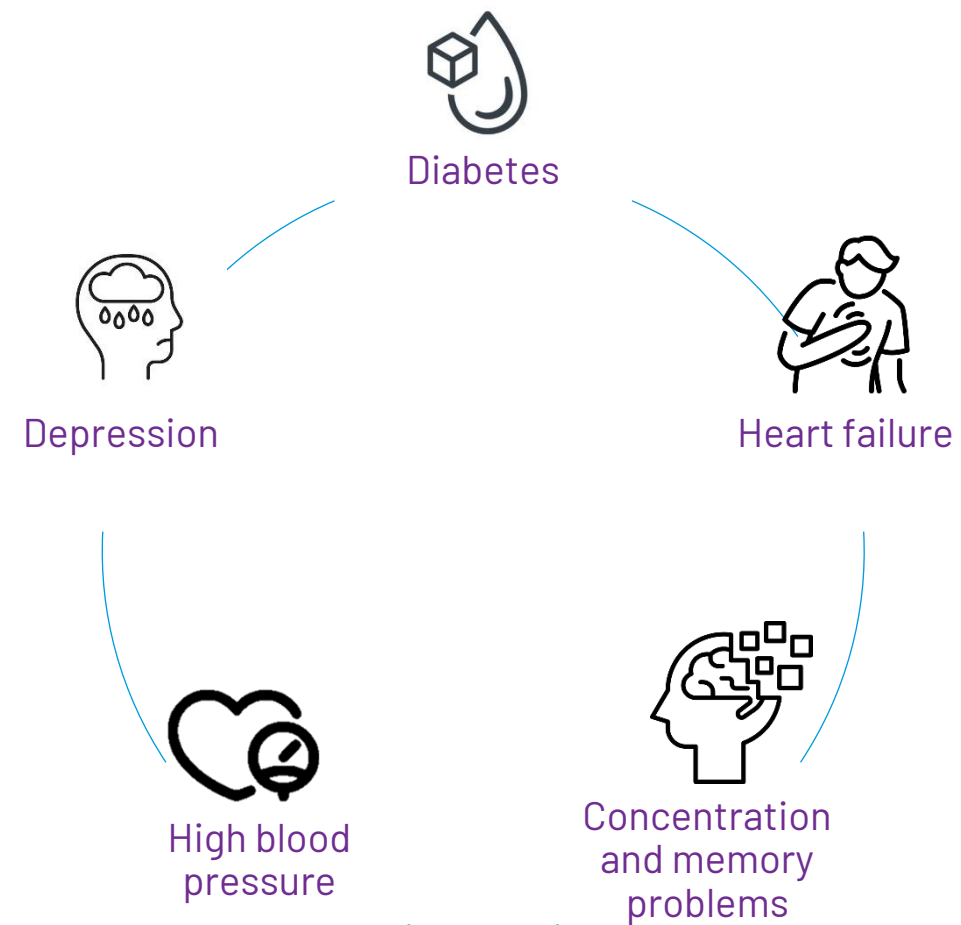 Diabetes
Depression
Heart failure
High blood
pressure
Concentration
and memory
problems